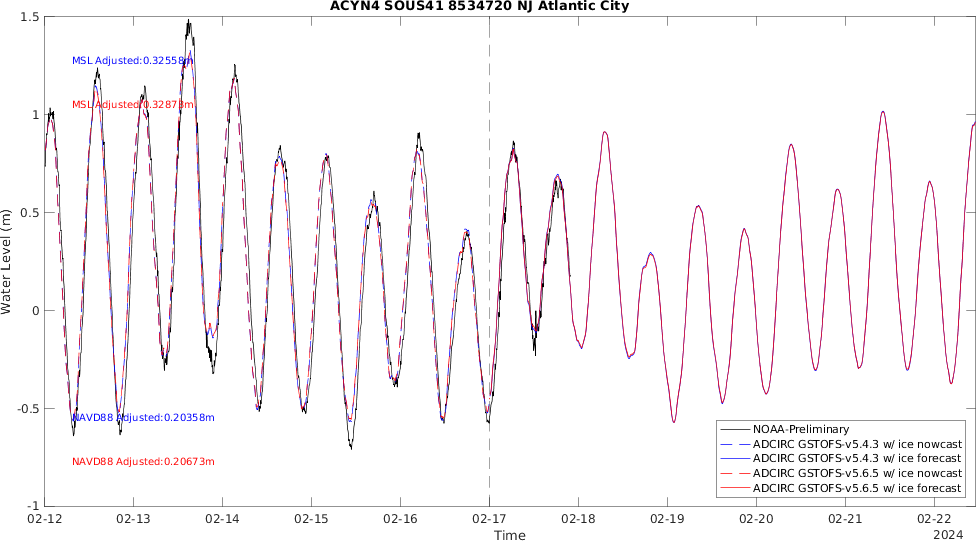 ACYN4 SOUS41 8534720 NJ Atlantic City
1.5
1
0.5
0
-0.5
-1
Water Level (m)
MSL Adjusted:0.32558m
MSL Adjusted:0.32873m
NAVD88 Adjusted:0.20358m
NAVD88 Adjusted:0.20673m
NOAA-Preliminary
ADCIRC GSTOFS-v5.4.3 w/ ice nowcast
ADCIRC GSTOFS-v5.4.3 w/ ice forecast
ADCIRC GSTOFS-v5.6.5 w/ ice nowcast
ADCIRC GSTOFS-v5.6.5 w/ ice forecast
02-12 02-13 02-14 02-15 02-16 02-17 02-18 02-19 02-20 02-21 02-22
Time
2024